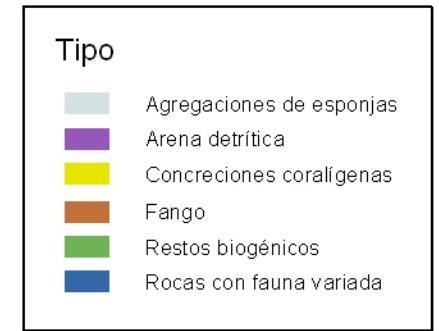 Tipo
Agregaciones de esponjas
Arena detrítica
Concreciones coralígenas
Fango
Restos biogénicos
Rocas con fauna variada